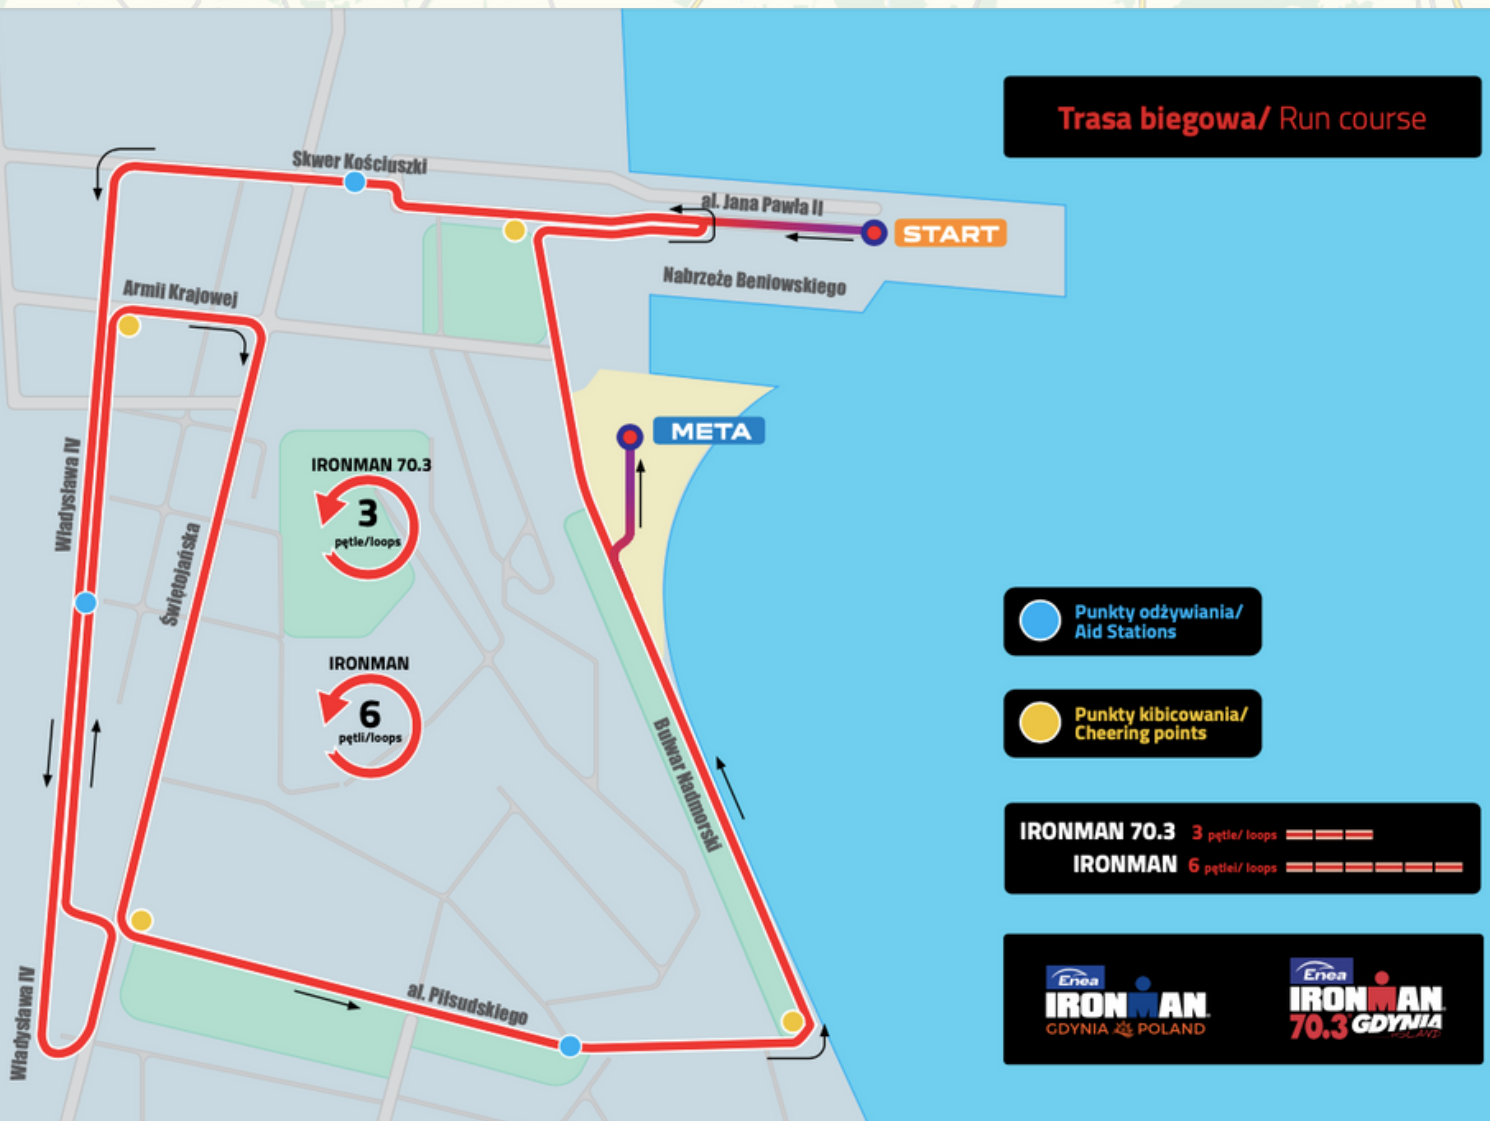 Trasa biegowa/ Run course
Skwer Kościuszki
al. Jana Pawła II
START
Nabrzeże Beniowskiego
Armii Krajowej
META
Władysława IV
Świętojańska
IRONMAN 70.3
3
pętle/loops
IRONMAN
6
pętli/loops
Bulwar Nadmorski
al. Piłsudskiego
Władysława IV
Punkty odżywiania/
Aid Stations
Punkty kibicowania/
Cheering points
IRONMAN 70.3 3 pętle/ loops
IRONMAN 6 pętlei/ loops
Enea
IRONMAN
GDYNIA POLAND
Enea
IRONMAN
70.3 GDYNIA
POLAND